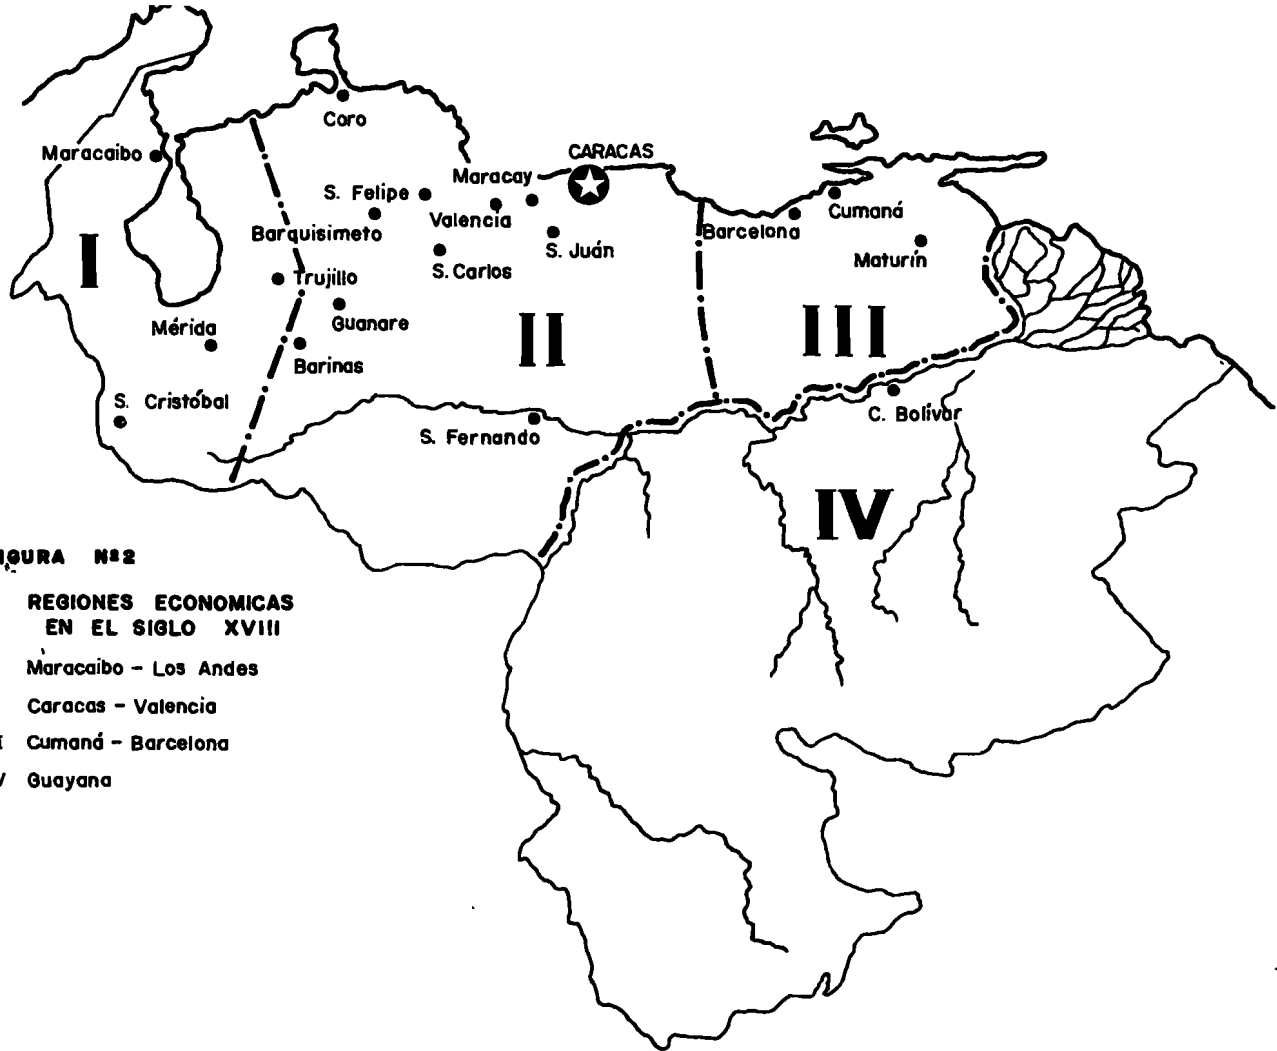 Coro
Maracaibo
CARACAS
Maracay
S. Felipe
Valencia
Cumaná
Barquisimeto
Barcelona
I
S. Juán
Maturín
S. Carlos
Trujillo
Guanare
Mérida
II
III
Barinas
S. Cristóbal
C. Bolívar
S. Fernando
IV
IGURA Nº2
REGIONES ECONOMICAS
EN EL SIGLO XVIII
Maracaibo - Los Andes
Caracas - Valencia
I Cumaná - Barcelona
V Guayana